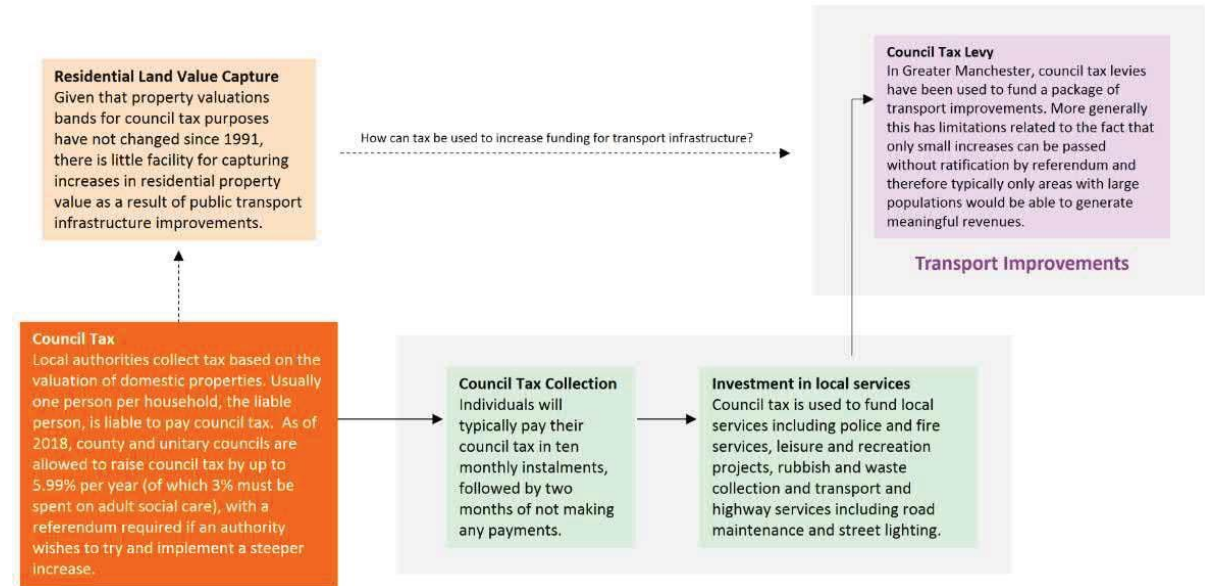 Residential Land Value Capture
Given that property valuations
bands for council tax purposes
have not changed since 1991,
there is little facility for capturing
increases in residential property
value as a result of public transport
infrastructure improvements.
How can tax be used to increase funding for transport infrastructure?
Council Tax Levy
In Greater Manchester, council tax levies
have been used to fund a package of
transport improvements. More generally
this has limitations related to the fact that
only small increases can be passed
without ratification by referendum and
therefore typically only areas with large
populations would be able to generate
meaningful revenues.
Transport Improvements
Council Tax
Local authorities collect tax based on the
valuation of domestic properties. Usually
one person per household, the liable
person, is liable to pay council tax. As of
2018, county and unitary councils are
allowed to raise council tax by up to
5.99% per year (of which 3% must be
spent on adult social care), with a
referendum required if an authority
wishes to try and implement a steeper
increase.
Council Tax Collection
Individuals will
typically pay their
council tax in ten
monthly instalments,
followed by two
months of not making
any payments.
Investment in local services
Council tax is used to fund local
services including police and fire
services, leisure and recreation
projects, rubbish and waste
collection and transport and
highway services including road
maintenance and street lighting.